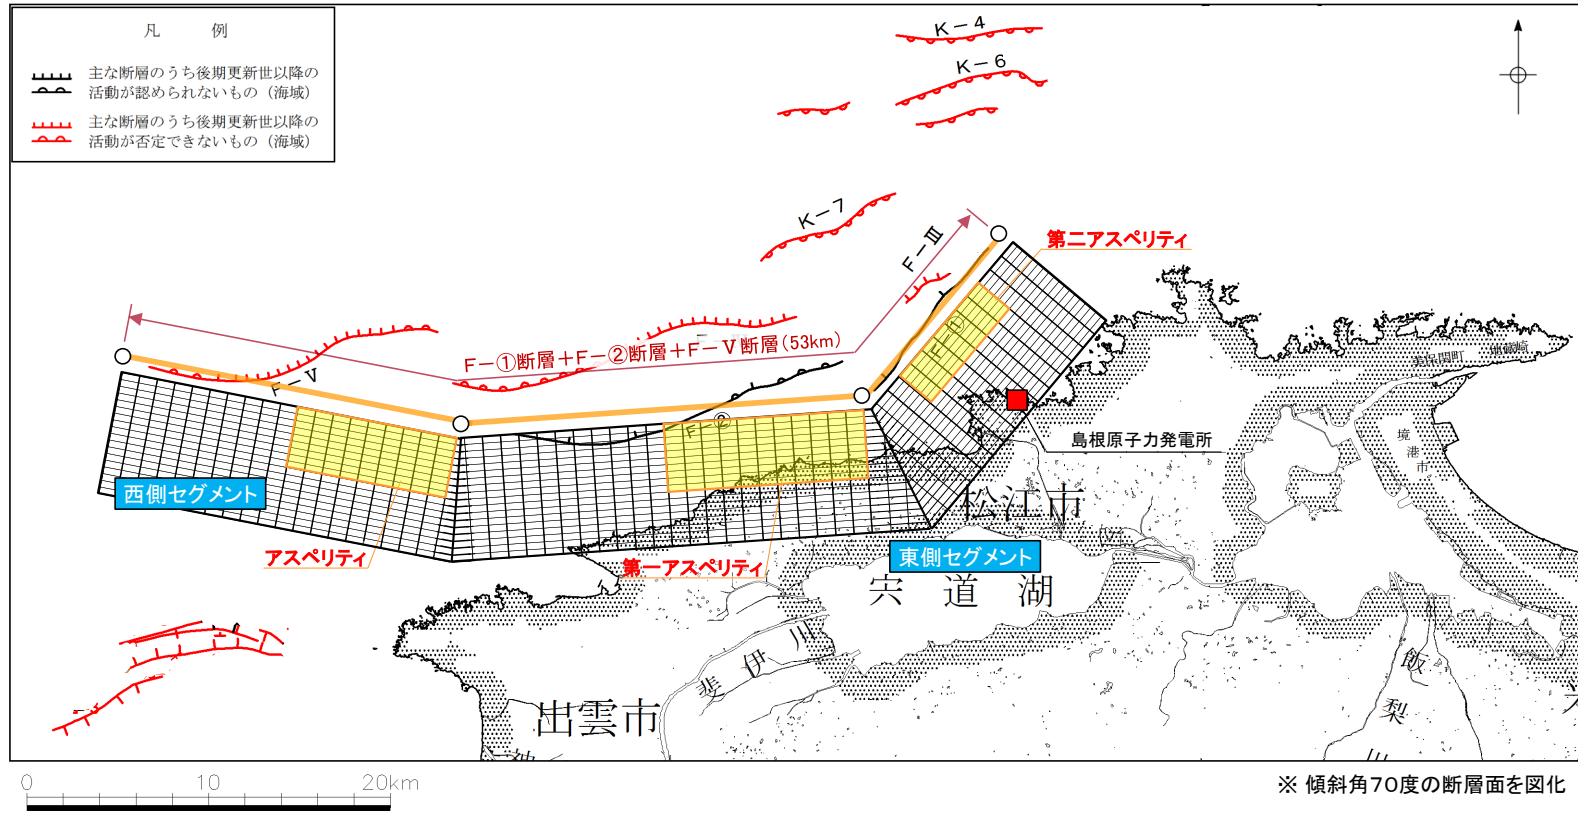 凡 例
主な断層のうち後期更新世以降の
活動が認められないもの（海域）
主な断層のうち後期更新世以降の
活動が否定できないもの（海域）
K－4
K－6
K－7
F－Ⅲ
第二アスペリティ
F－①断層＋F－②断層＋F－Ⅴ断層(53km)
F－Ⅴ
F－①
F－②
美保関町
地蔵崎
島根原子力発電所
境港市
西側セグメント
松江市
アスペリティ
第一アスペリティ
東側セグメント
宍道湖
斐伊川
出雲市
神
飯梨川
0 10 20km
※ 傾斜角70度の断層面を図化